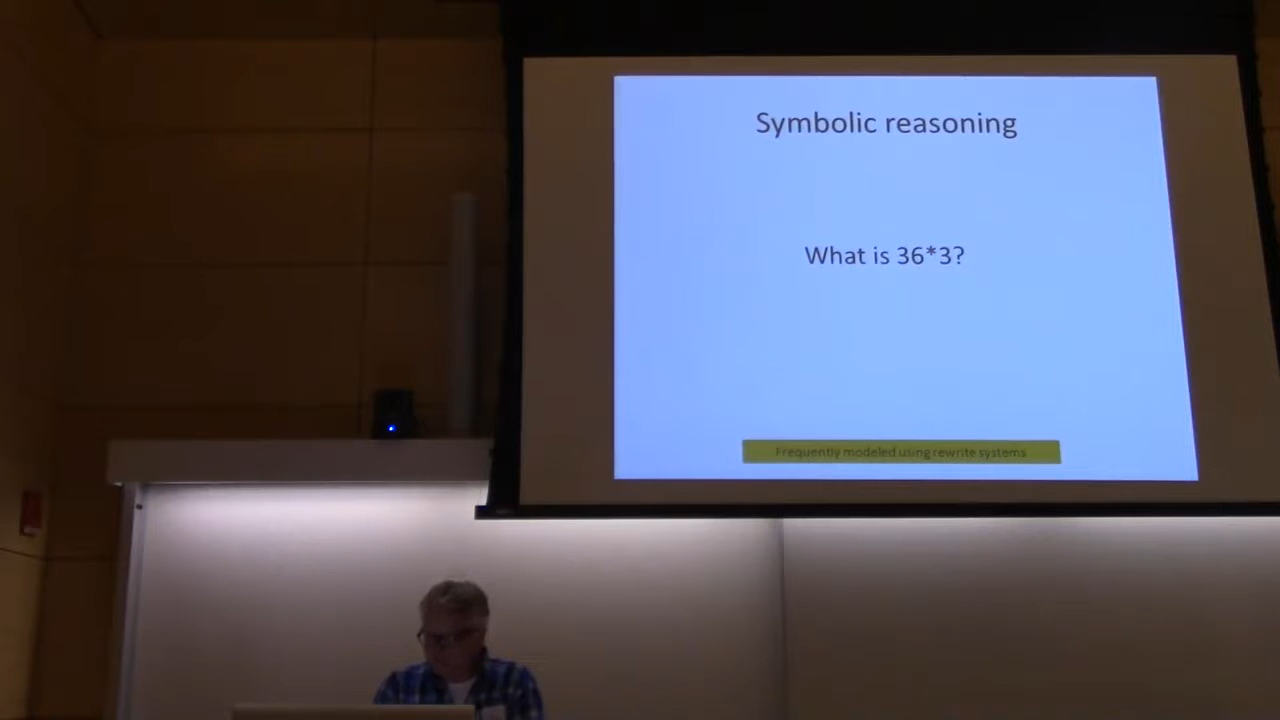 Symbolic reasoning
What is 36*3?
Frequently modeled using rewrite systems